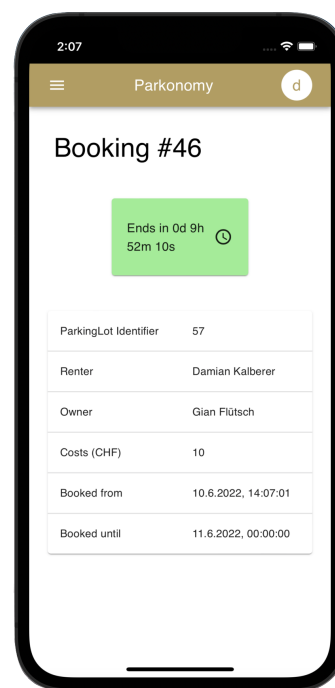 2:07
Parkonomy
d
Booking #46
Ends in 0d 9h
52m 10s
ParkingLot Identifier 57
Renter Damian Kalberer
Owner Gian Flütsch
Costs (CHF) 10
Booked from 10.6.2022, 14:07:01
Booked until 11.6.2022, 00:00:00